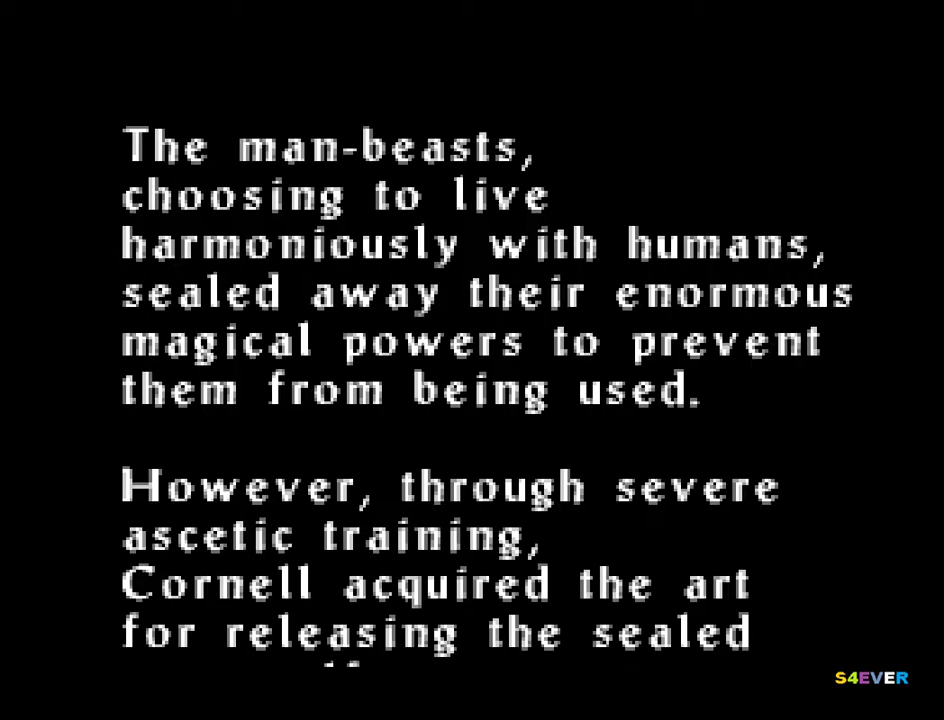 The man-beasts,
choosing to live
harmoniously with humans,
sealed away their enormous
magical powers to prevent
them from being used.
However, through severe
ascetic training,
Cornell acquired the art
for releasing the sealed
S4EVER